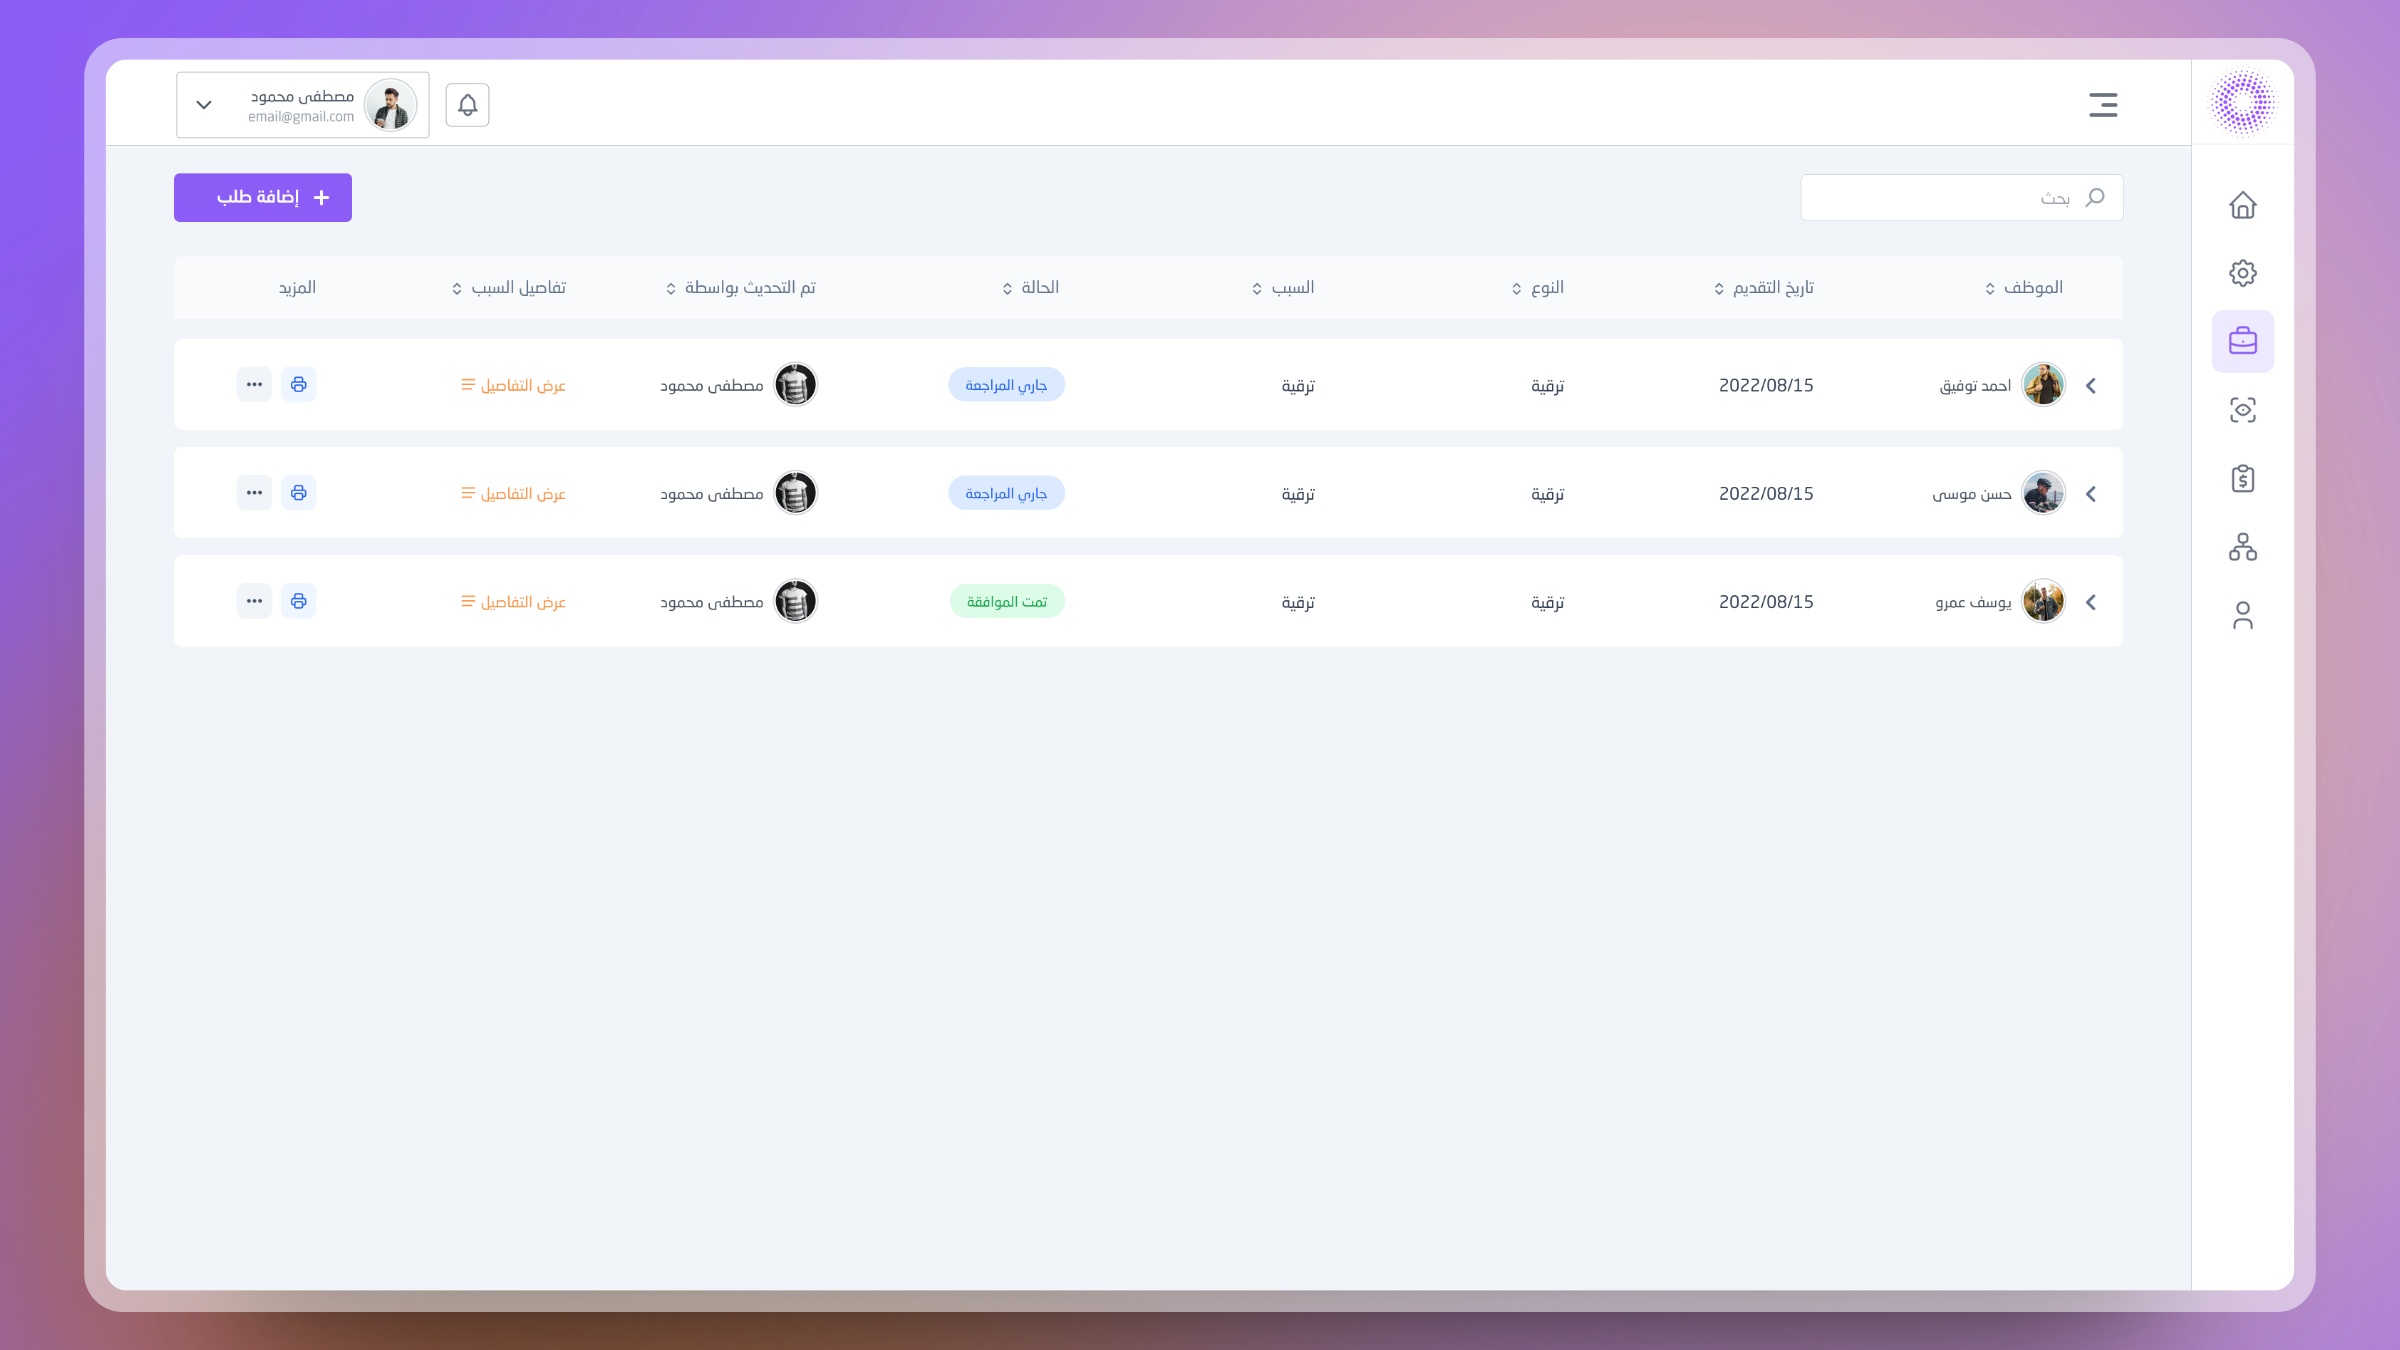 مصطفى محمود
email@gmail.com
بحث
إضافة طلب
الموظف تاريخ التقديم النوع السبب الحالة تم التحديث بواسطة تفاصيل السبب المزيد
احمد توفيق 2022/08/15 ترقية ترقية جاري المراجعة مصطفى محمود عرض التفاصيل
حسن موسى 2022/08/15 ترقية ترقية جاري المراجعة مصطفى محمود عرض التفاصيل
يوسف عمرو 2022/08/15 ترقية ترقية تمت الموافقة مصطفى محمود عرض التفاصيل